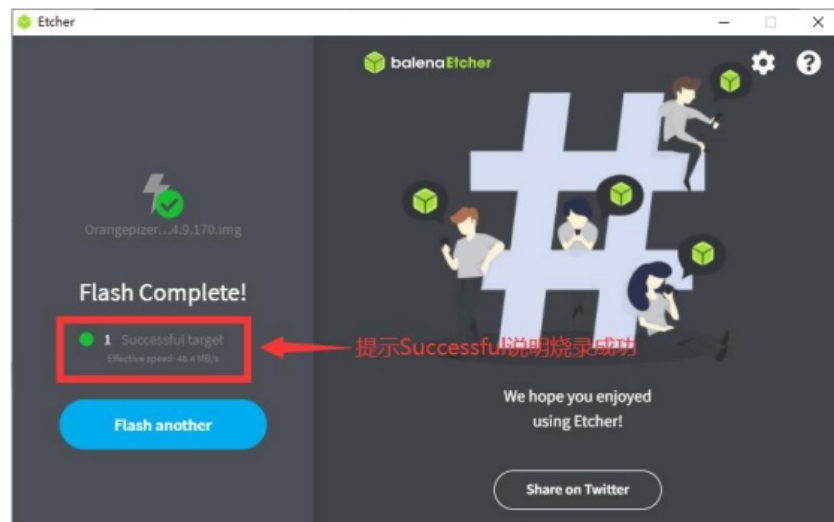 Etcher
balenaEtcher
Orangepizer...4.9.170.img
Flash Complete!
1 Successful target
Effective speed: 48.4 MB/s
提示Successful说明烧录成功
Flash another
We hope you enjoyed
using Etcher!
Share on Twitter